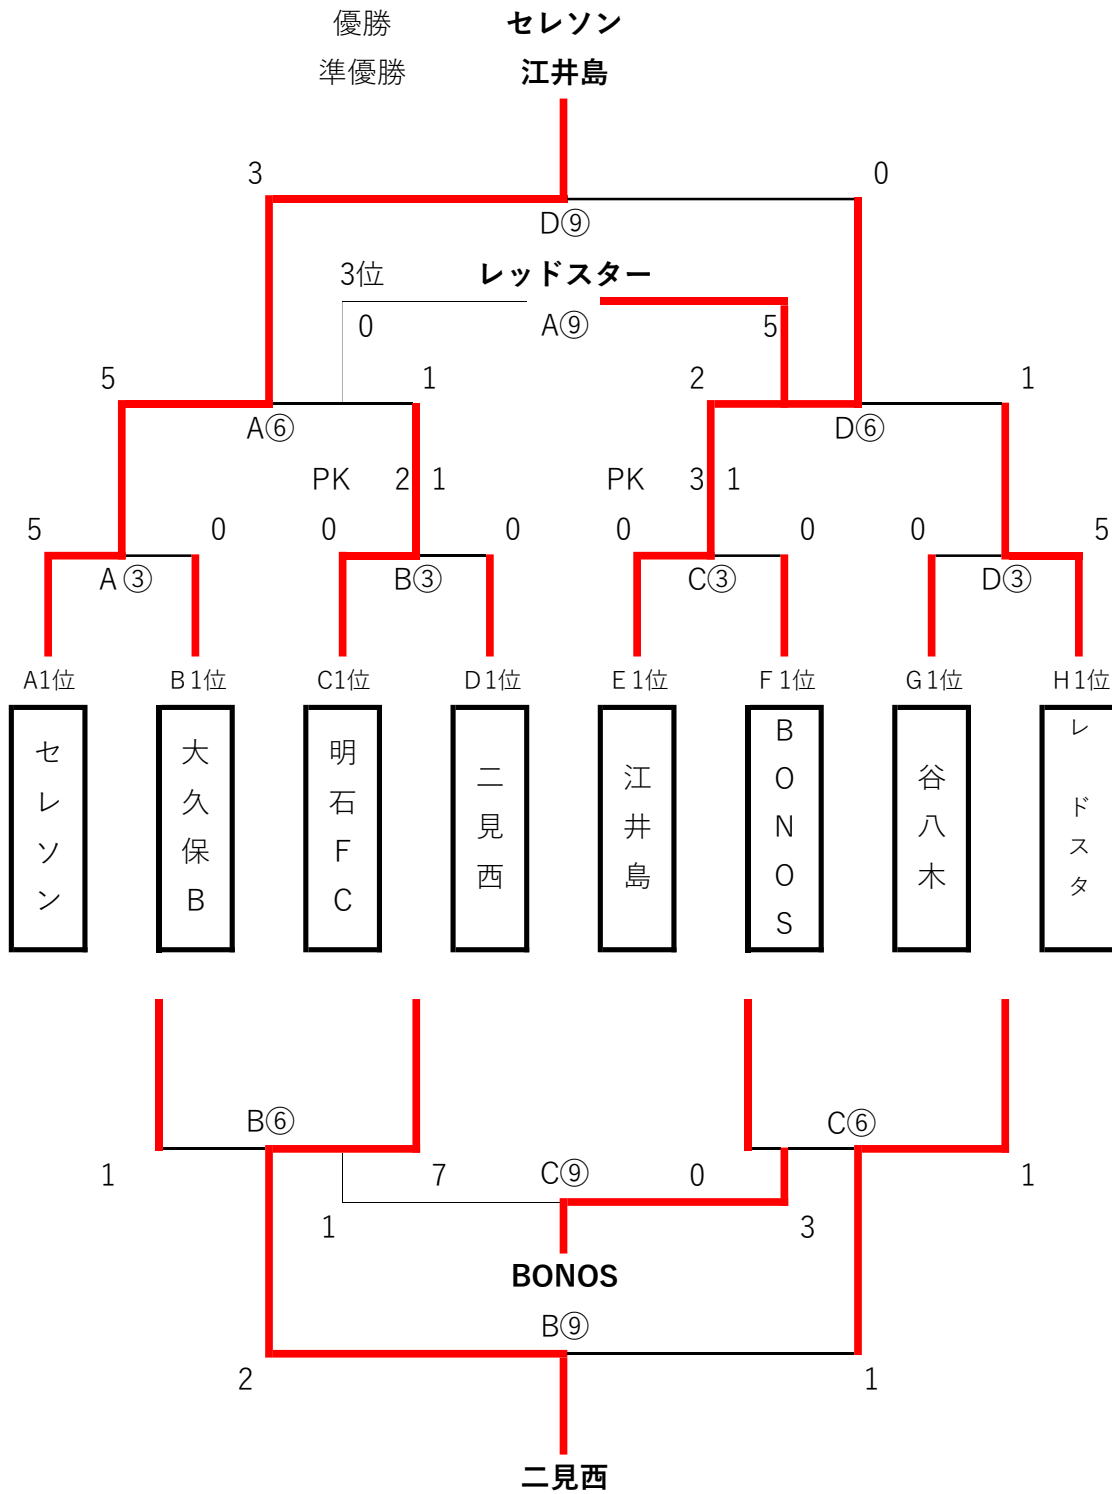 優勝 セレソン
準優勝 江井島
3 0
D⑨
3位 レッドスター
0 A⑨ 5
5 1 2 1
A⑥ D⑥
PK 2 1 PK 3 1
5 0 0 0 0 0 0 5
A③ B③ C③ D③
A1位 B1位 C1位 D1位 E1位 F1位 G1位 H1位
セレソン
大久保B
明石FC
二見西
江井島
BONOS
谷八木
レ ドスタ
B⑥ C⑥
1 7 C⑨ 0 1
1 3
BONOS
B⑨
2 1
二見西